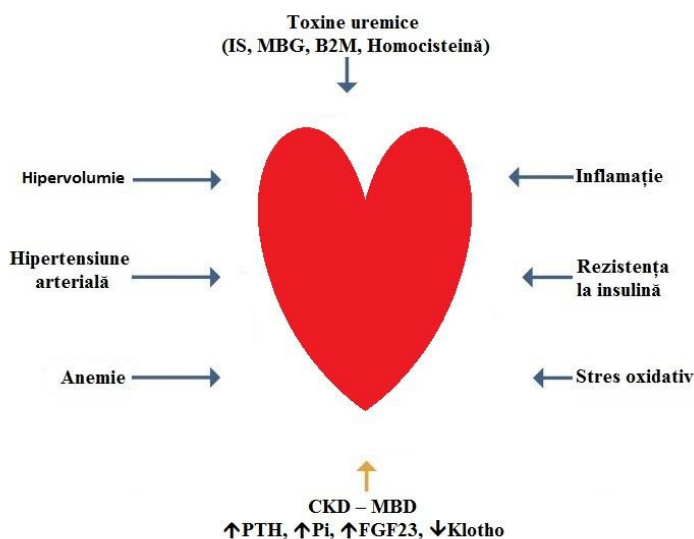 Toxine uremice
(IS, MBG, B2M, Homocisteină)
Hipervolumie
Inflamație
Hipertensiune
arterială
Rezistența
la insulină
Anemie
Stres oxidativ
CKD – MBD
↑PTH, ↑Pi, ↑FGF23, ↓Klotho